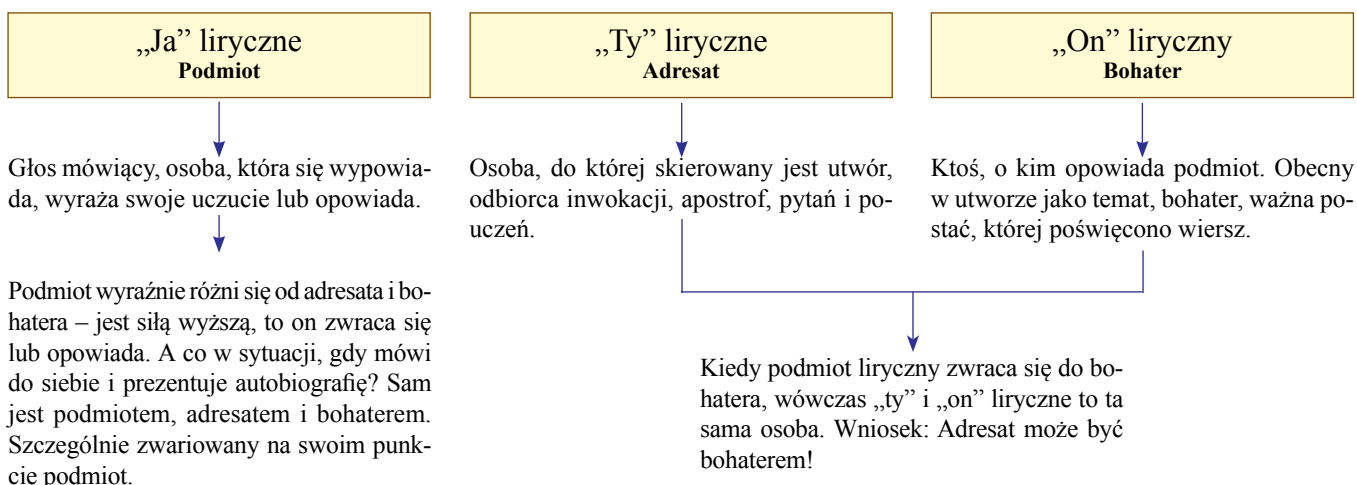 „Ja” liryczne
Podmiot
Głos mówiący, osoba, która się wypowia-
da, wyraża swoje uczucie lub opowiada.
Podmiot wyraźnie różni się od adresata i bo-
hatera – jest siłą wyższą, to on zwraca się
lub opowiada. A co w sytuacji, gdy mówi
do siebie i prezentuje autobiografię? Sam
jest podmiotem, adresatem i bohaterem.
Szczególnie zwariowany na swoim punk-
cie podmiot.
„Ty” liryczne
Adresat
Osoba, do której skierowany jest utwór,
odbiorca inwokacji, apostrof, pytań i po-
uczeń.
„On” liryczny
Bohater
Ktoś, o kim opowiada podmiot. Obecny
w utworze jako temat, bohater, ważna po-
stać, której poświęcono wiersz.
Kiedy podmiot liryczny zwraca się do bo-
hatera, wówczas „ty” i „on” liryczne to ta
sama osoba. Wniosek: Adresat może być
bohaterem!